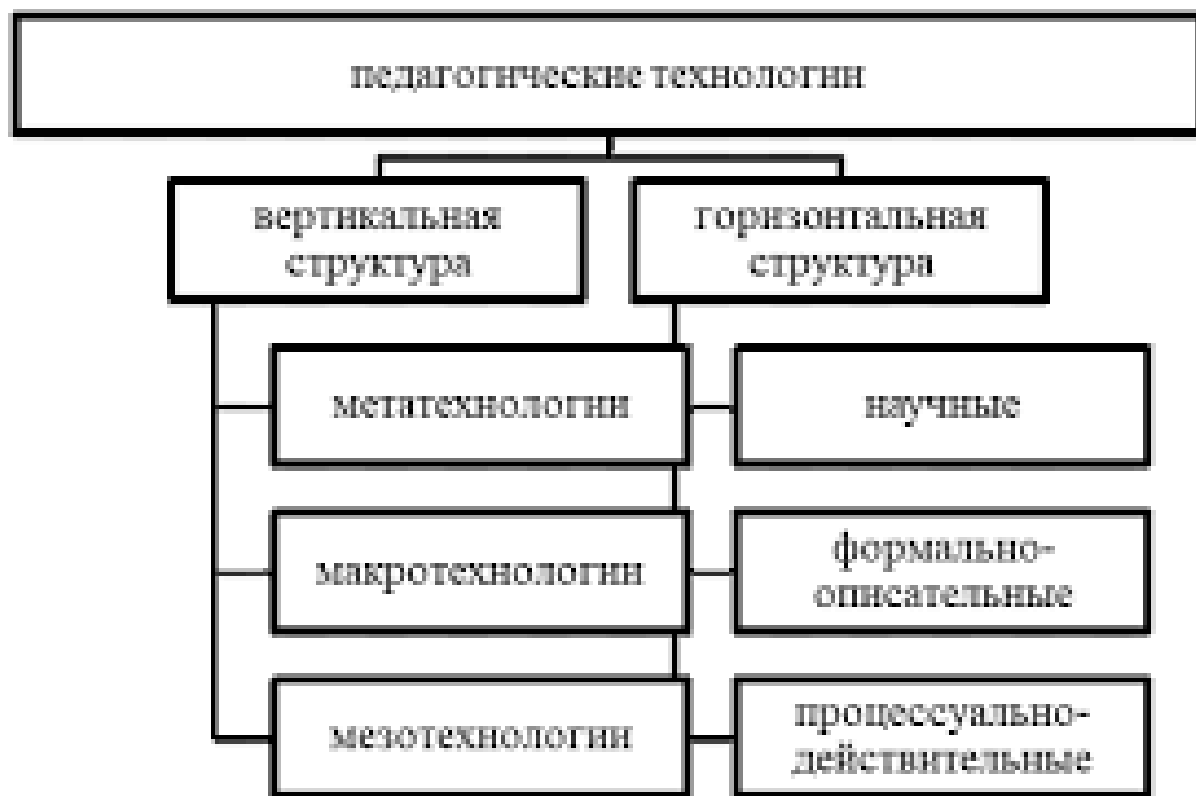 педагогические технологии
вертикальная
структура
горизонтальная
структура
метатехнологии
научные
макротехнологии
формально-
описательные
мезотехнологии
процессуально-
действительные